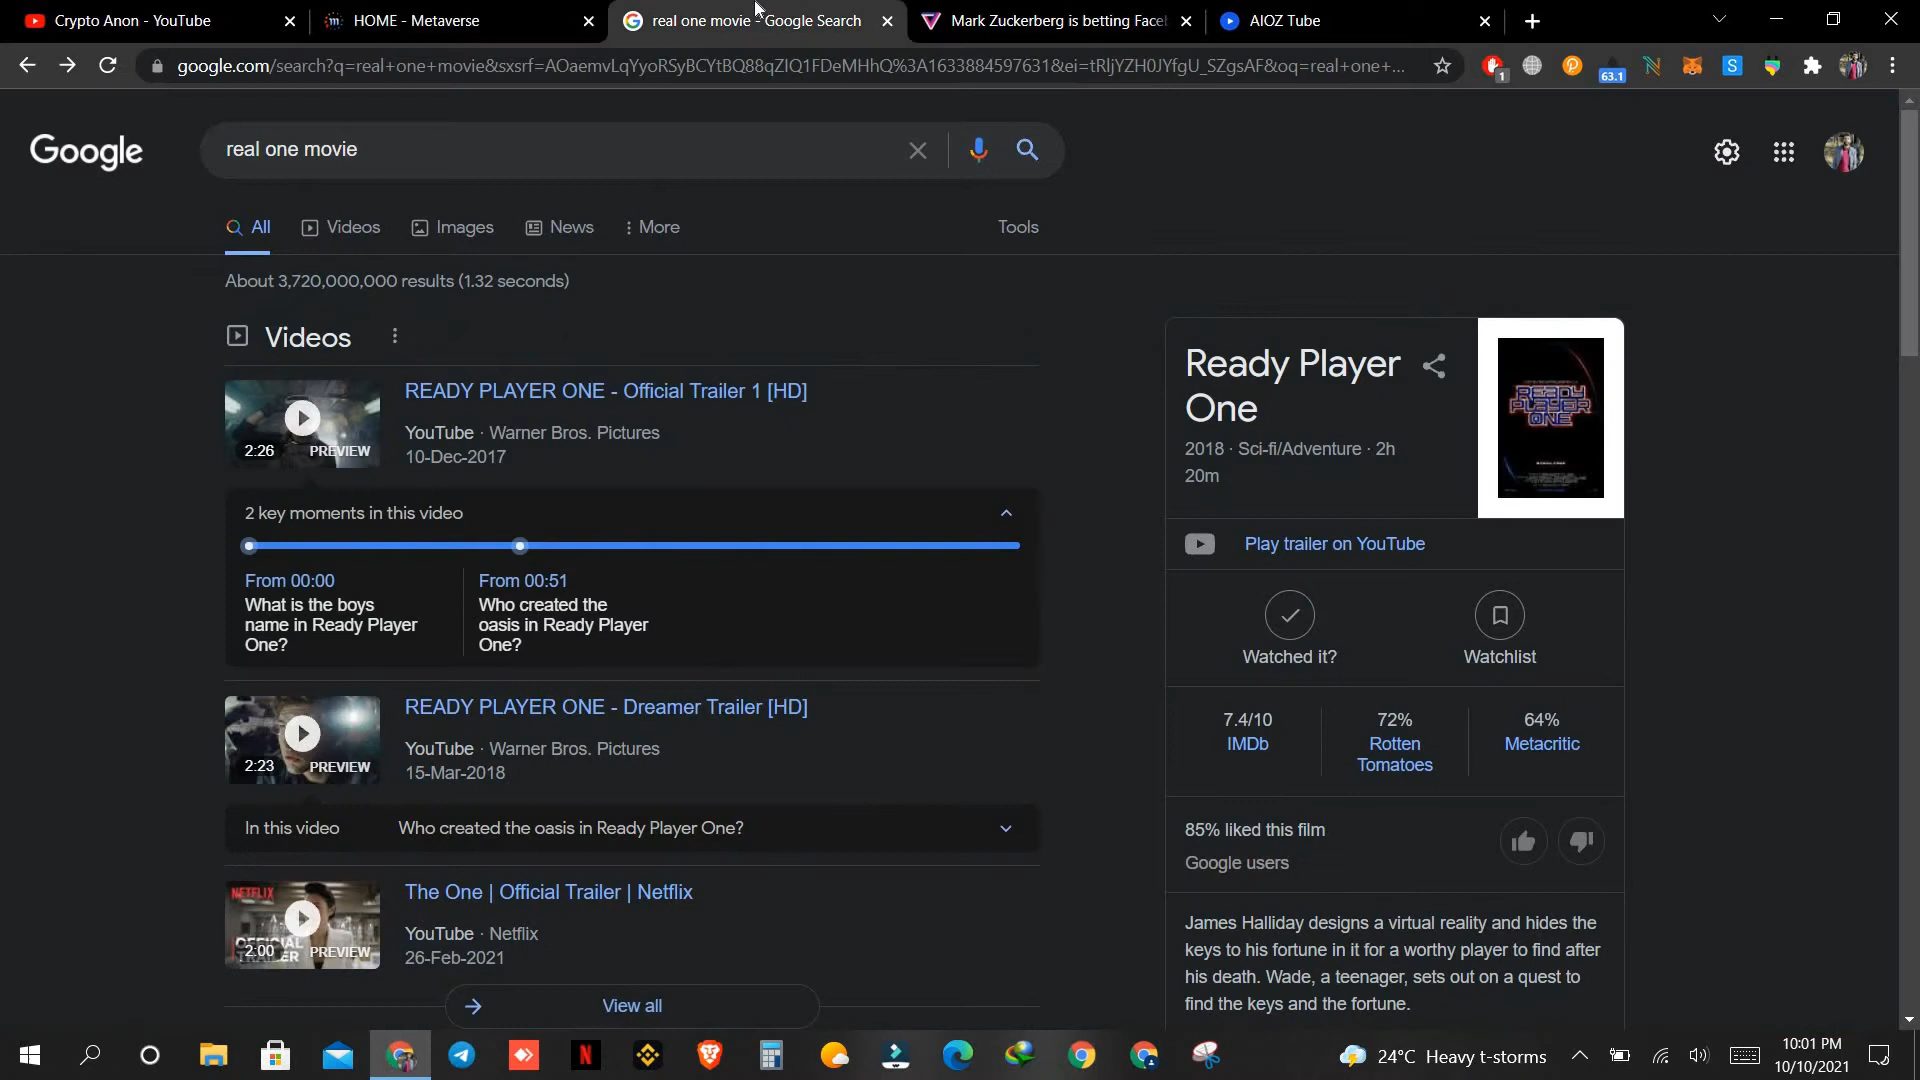 Crypto Anon - YouTube
HOME - Metaverse
real one movie - Google Search
Mark Zuckerberg is betting Faceb
AIOZ Tube
google.com/search?q=real+one+movie&sxsrf=AOaemvLqYyoRSyBCYtBQ88qZIQ1FDeMHhQ%3A1633884597631&ei=tRljYZH0JYfgU_SZgsAF&oq=real+one+...
1
63.1
S
Google
real one movie
All
Videos
Images
News
More
Tools
About 3,720,000,000 results (1.32 seconds)
Videos
READY PLAYER ONE - Official Trailer 1 [HD]
YouTube · Warner Bros. Pictures
10-Dec-2017
2:26
PREVIEW
2 key moments in this video
From 00:00
What is the boys
name in Ready Player
One?
From 00:51
Who created the
oasis in Ready Player
One?
READY PLAYER ONE - Dreamer Trailer [HD]
YouTube · Warner Bros. Pictures
15-Mar-2018
2:23
PREVIEW
In this video
Who created the oasis in Ready Player One?
The One | Official Trailer | Netflix
YouTube · Netflix
26-Feb-2021
NETFLIX
OFFICIAL
TRAILER
2:00
PREVIEW
View all
Ready Player
One
2018 · Sci-fi/Adventure · 2h
20m
READY
PLAYER
ONE
Play trailer on YouTube
Watched it?
Watchlist
7.4/10
IMDb
72%
Rotten
Tomatoes
64%
Metacritic
85% liked this film
Google users
James Halliday designs a virtual reality and hides the
keys to his fortune in it for a worthy player to find after
his death. Wade, a teenager, sets out on a quest to
find the keys and the fortune.
N
24°C Heavy t-storms
10:01 PM
10/10/2021